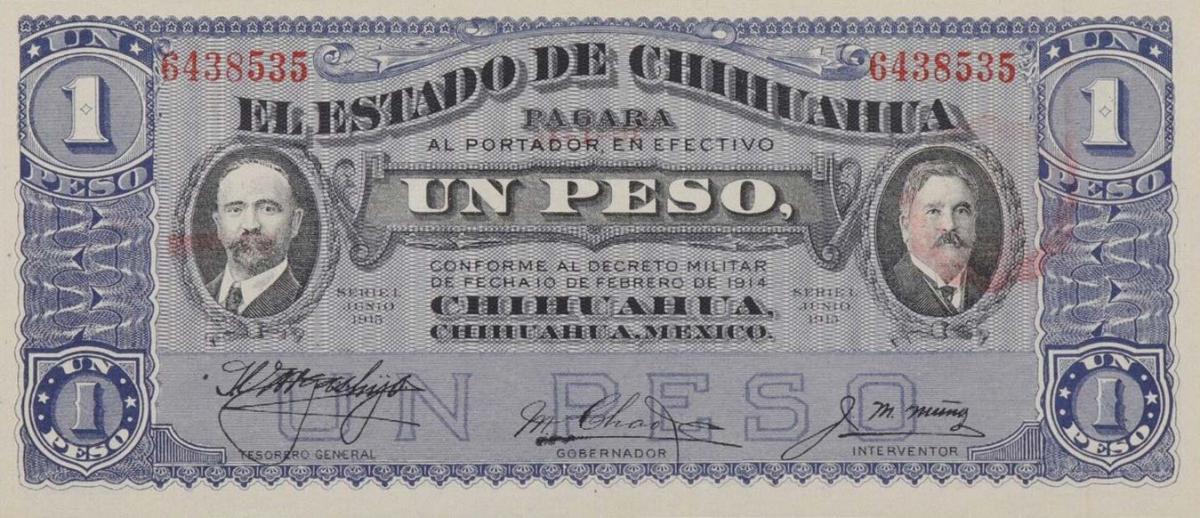 UN
1
PESO
6438535
6438535
UN
1
PESO
EL ESTADO DE CHIHUAHUA
PAGARA
AL PORTADOR EN EFECTIVO
UN PESO,
CONFORME AL DECRETO MILITAR
DE FECHA 10 DE FEBRERO DE 1914
CHIHUAHUA,
CHIHUAHUA, MEXICO.
SERIE I
JUNIO
1915
SERIE I
JUNIO
1915
UN
1
PESO
UN PESO
UN
1
PESO
J. M. Muñoz
TESORERO GENERAL
GOBERNADOR
INTERVENTOR